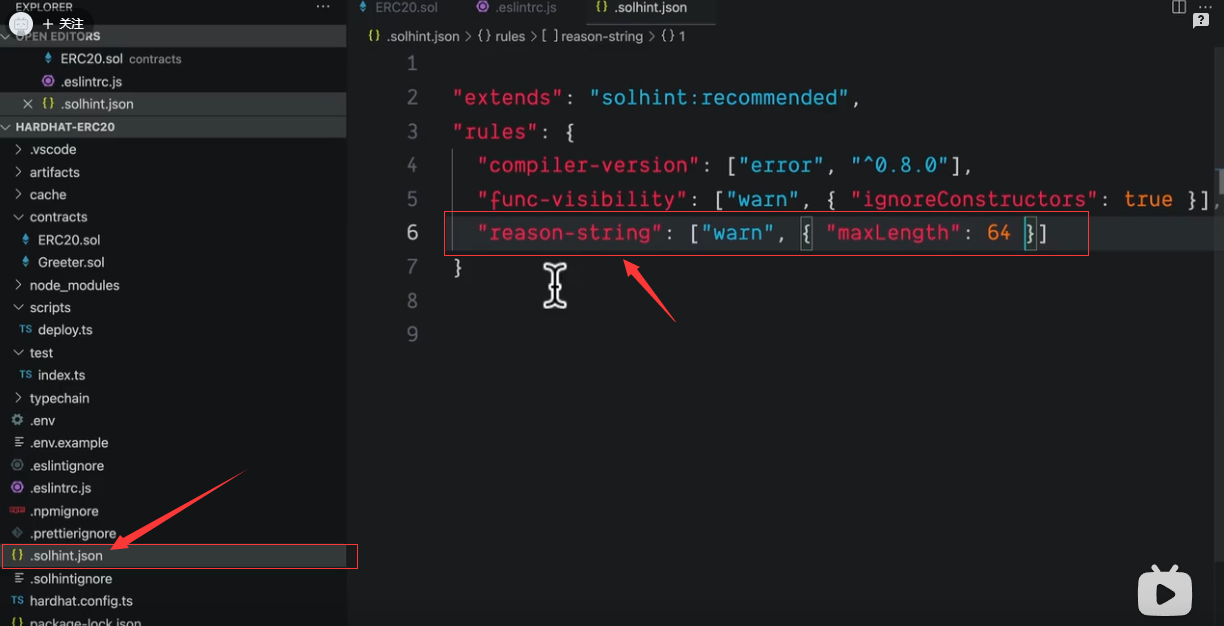 EXPLORER
+ 关注
OPEN EDITORS
ERC20.sol contracts
.eslintrc.js
.solhint.json
HARDHAT-ERC20
.vscode
artifacts
cache
contracts
ERC20.sol
Greeter.sol
node_modules
scripts
TS deploy.ts
test
TS index.ts
typechain
.env
.env.example
.eslintignore
.eslintrc.js
.npmignore
.prettierignore
{} .solhint.json
.solhintignore
TS hardhat.config.ts
{} package-lock.json
ERC20.sol .eslintrc.js {} .solhint.json
?
{} .solhint.json > {} rules > [ ] reason-string > {} 1
1
2 "extends": "solhint:recommended",
3 "rules": {
4 "compiler-version": ["error", "^0.8.0"],
5 "func-visibility": ["warn", { "ignoreConstructors": true }],
6 "reason-string": ["warn", { "maxLength": 64 }]
7 }
8
9